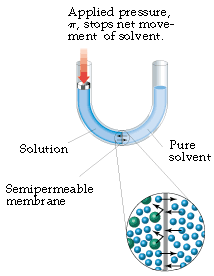 Applied pressure,
π, stops net move-
ment of solvent.
Solution
Pure
solvent
Semipermeable
membrane